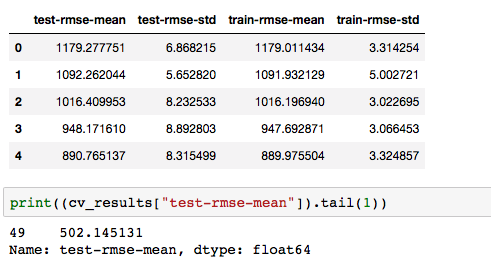 test-rmse-mean test-rmse-std train-rmse-mean train-rmse-std
0 1179.277751 6.868215 1179.011434 3.314254
1 1092.262044 5.652820 1091.932129 5.002721
2 1016.409953 8.232533 1016.196940 3.022695
3 948.171610 8.892803 947.692871 3.066453
4 890.765137 8.315499 889.975504 3.324857
print((cv_results["test-rmse-mean"]).tail(1))
49    502.145131
Name: test-rmse-mean, dtype: float64